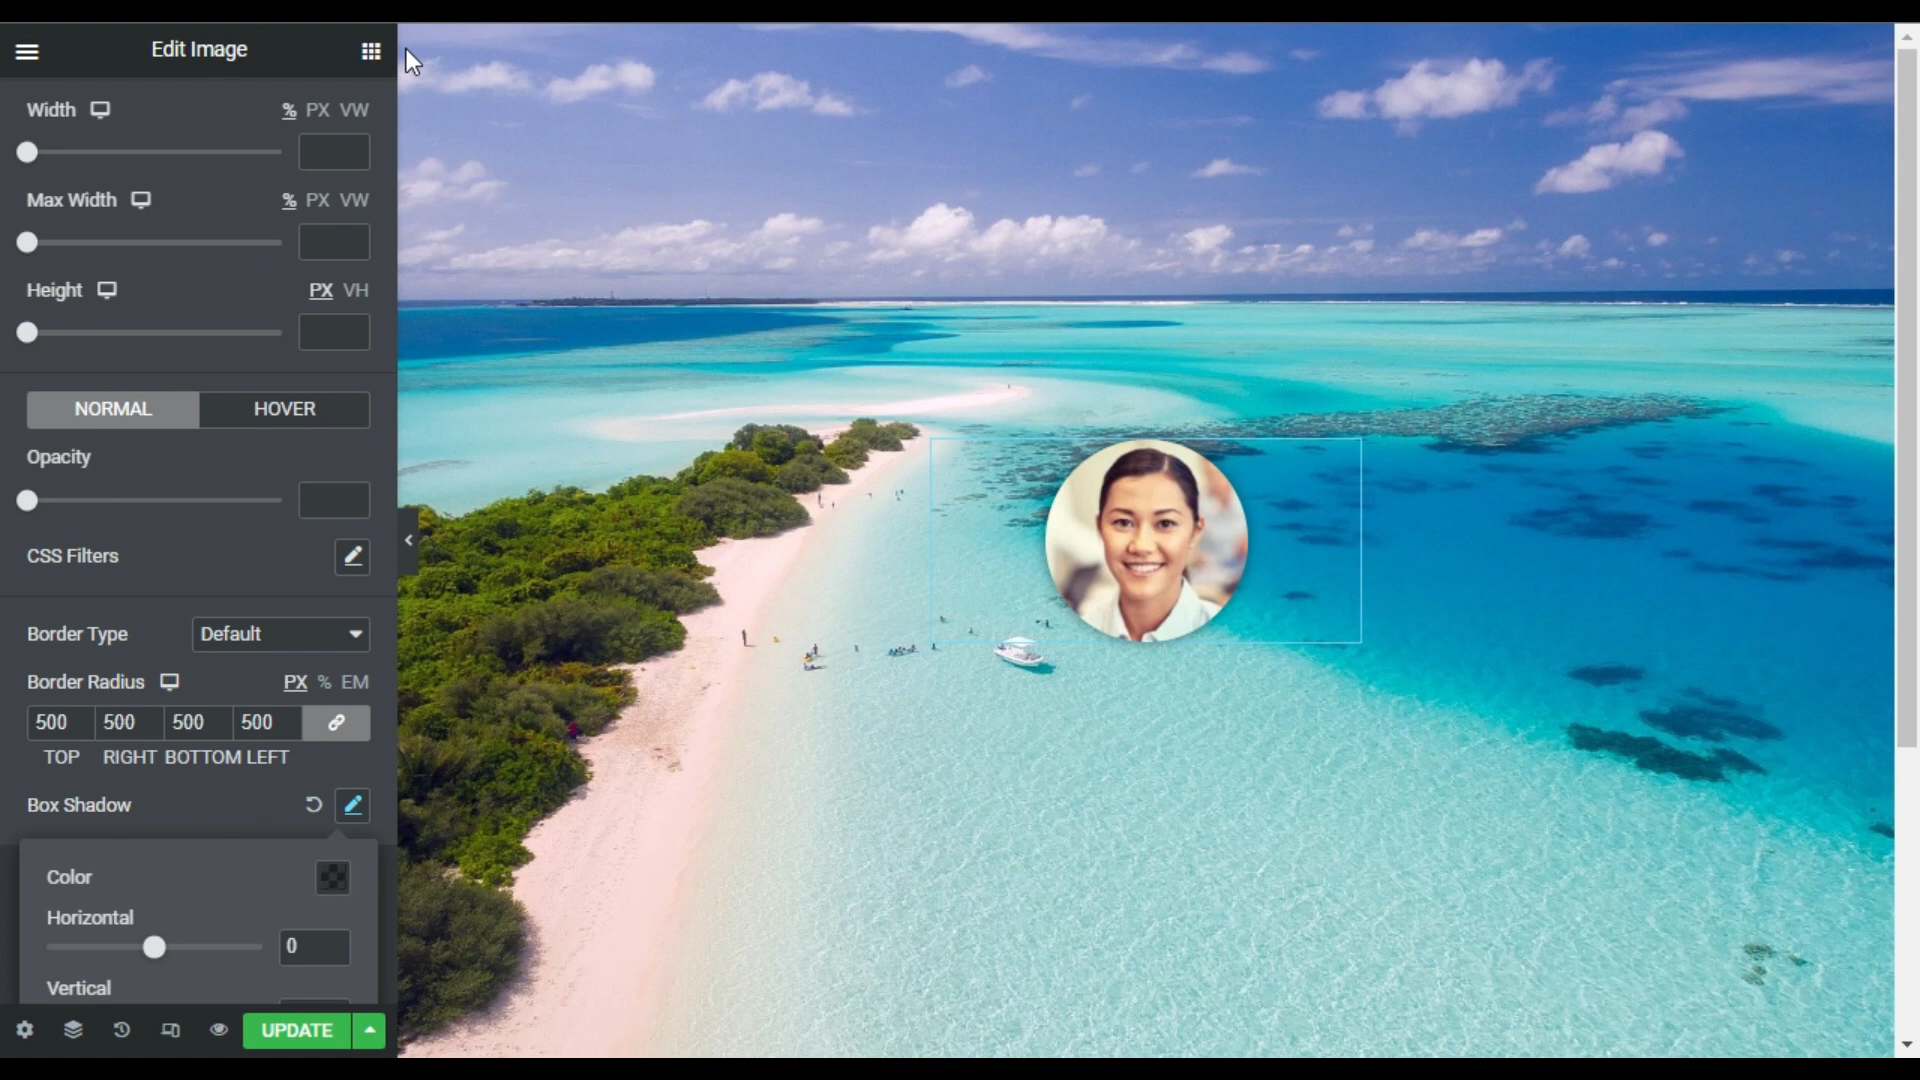 Edit Image
Width % PX VW
Max Width % PX VW
Height PX VH
NORMAL HOVER
Opacity
CSS Filters
Border Type Default
Border Radius PX % EM
500 500 500 500
TOP RIGHT BOTTOM LEFT
Box Shadow
Color
Horizontal
0
Vertical
UPDATE